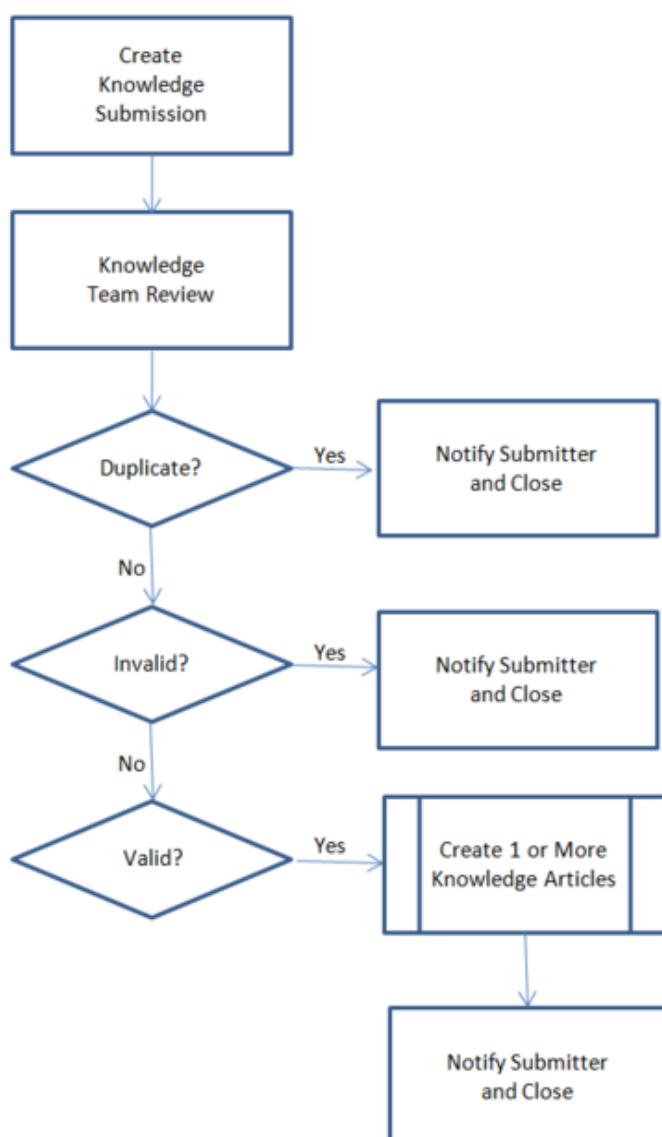 Create
Knowledge
Submission
Knowledge
Team Review
Duplicate?
Yes
Notify Submitter
and Close
No
Invalid?
Yes
Notify Submitter
and Close
No
Valid?
Yes
Create 1 or More
Knowledge Articles
Notify Submitter
and Close